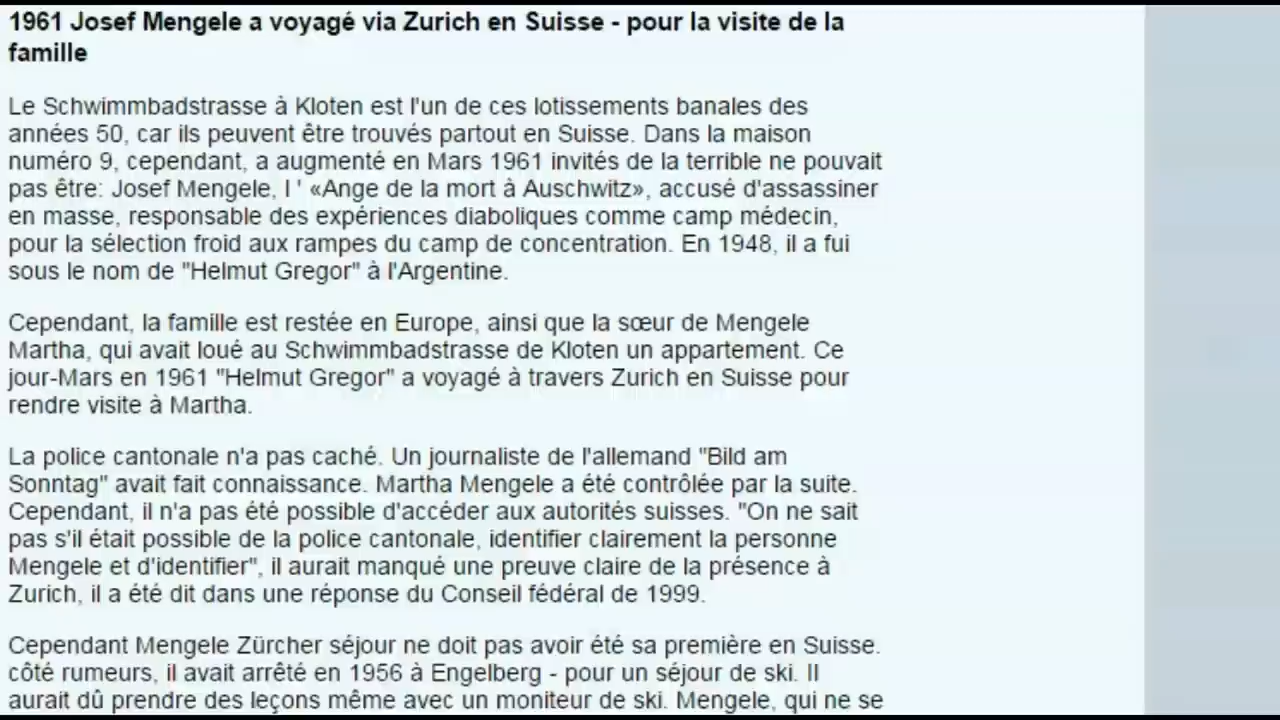 1961 Josef Mengele a voyagé via Zurich en Suisse - pour la visite de la
famille
Le Schwimmbadstrasse à Kloten est l'un de ces lotissements banales des
années 50, car ils peuvent être trouvés partout en Suisse. Dans la maison
numéro 9, cependant, a augmenté en Mars 1961 invités de la terrible ne pouvait
pas être: Josef Mengele, l ' «Ange de la mort à Auschwitz», accusé d'assassiner
en masse, responsable des expériences diaboliques comme camp médecin,
pour la sélection froid aux rampes du camp de concentration. En 1948, il a fui
sous le nom de "Helmut Gregor" à l'Argentine.
Cependant, la famille est restée en Europe, ainsi que la sœur de Mengele
Martha, qui avait loué au Schwimmbadstrasse de Kloten un appartement. Ce
jour-Mars en 1961 "Helmut Gregor" a voyagé à travers Zurich en Suisse pour
rendre visite à Martha.
La police cantonale n'a pas caché. Un journaliste de l'allemand "Bild am
Sonntag" avait fait connaissance. Martha Mengele a été contrôlée par la suite.
Cependant, il n'a pas été possible d'accéder aux autorités suisses. "On ne sait
pas s'il était possible de la police cantonale, identifier clairement la personne
Mengele et d'identifier", il aurait manqué une preuve claire de la présence à
Zurich, il a été dit dans une réponse du Conseil fédéral de 1999.
Cependant Mengele Zürcher séjour ne doit pas avoir été sa première en Suisse.
côté rumeurs, il avait arrêté en 1956 à Engelberg - pour un séjour de ski. Il
aurait dû prendre des leçons même avec un moniteur de ski. Mengele, qui ne se